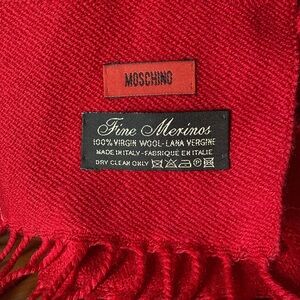 MOSCHINO
Fine Merinos
100% VIRGIN WOOL-LANA VERGINE
MADE IN ITALY-FABRIQUE EN ITALIE
DRY CLEAN ONLY